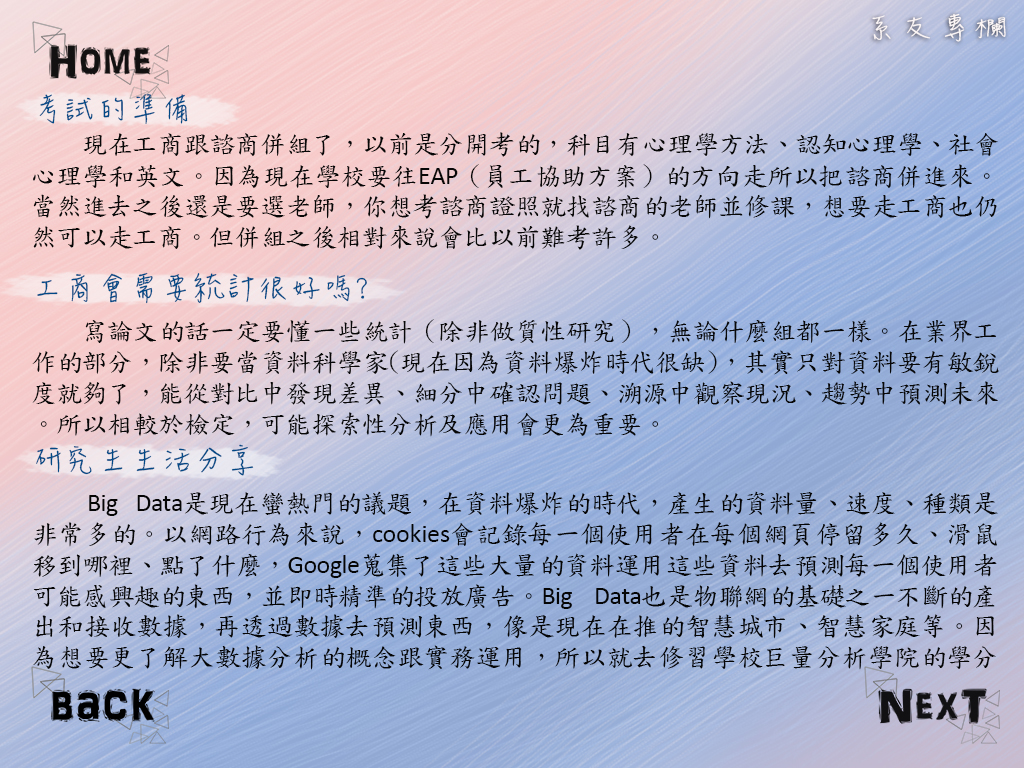 系友專欄
HOME
考試的準備
現在工商跟諮商併組了，以前是分開考的，科目有心理學方法、認知心理學、社會
心理學和英文。因為現在學校要往EAP（員工協助方案）的方向走所以把諮商併進來。
當然進去之後還是要選老師，你想考諮商證照就找諮商的老師並修課，想要走工商也仍
然可以走工商。但併組之後相對來說會比以前難考許多。
工商會需要統計很好嗎?
寫論文的話一定要懂一些統計（除非做質性研究），無論什麼組都一樣。在業界工
作的部分，除非要當資料科學家(現在因為資料爆炸時代很缺)，其實只對資料要有敏銳
度就夠了，能從對比中發現差異、細分中確認問題、溯源中觀察現況、趨勢中預測未來
。所以相較於檢定，可能探索性分析及應用會更為重要。
研究生生活分享
Big Data是現在蠻熱門的議題，在資料爆炸的時代，產生的資料量、速度、種類是
非常多的。以網路行為來說，cookies會記錄每一個使用者在每個網頁停留多久、滑鼠
移到哪裡、點了什麼，Google蒐集了這些大量的資料運用這些資料去預測每一個使用者
可能感興趣的東西，並即時精準的投放廣告。Big Data也是物聯網的基礎之一不斷的產
出和接收數據，再透過數據去預測東西，像是現在在推的智慧城市、智慧家庭等。因
為想要更了解大數據分析的概念跟實務運用，所以就去修習學校巨量分析學院的學分
BACK
NEXT